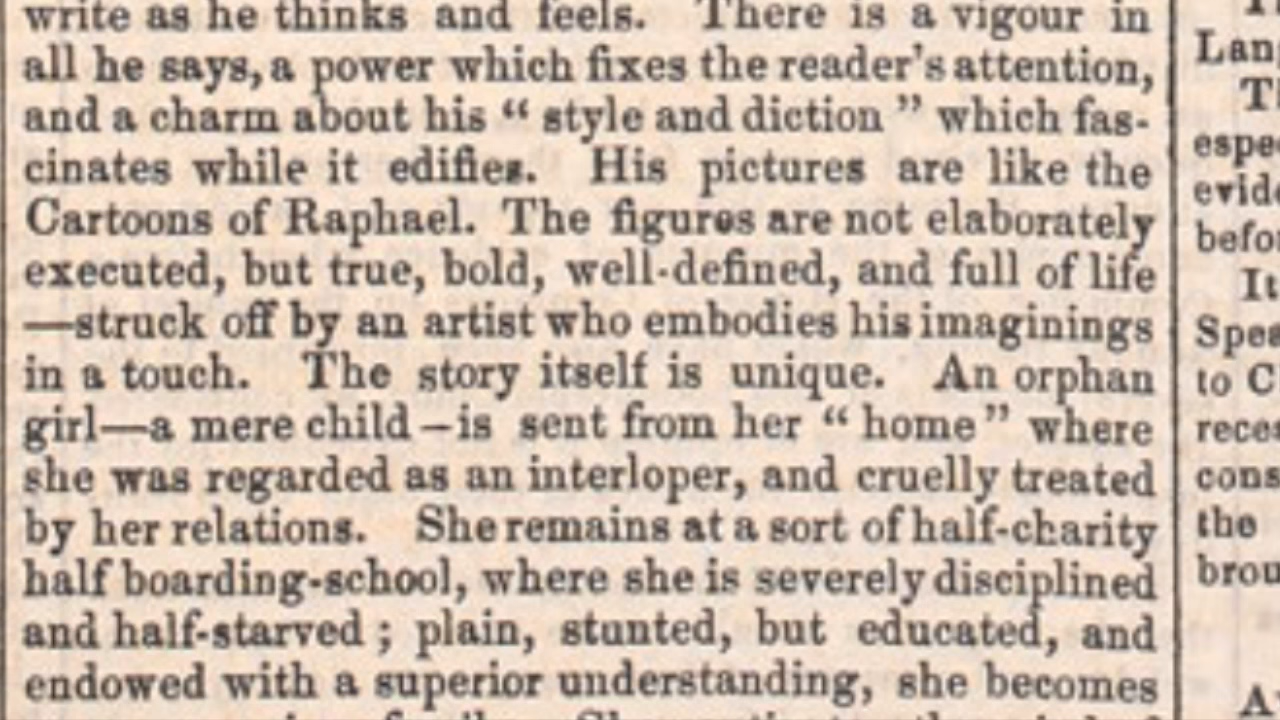 write as he thinks and feels. There is a vigour in
all he says, a power which fixes the reader's attention,
and a charm about his “ style and diction ” which fas-
cinates while it edifies. His pictures are like the
Cartoons of Raphael. The figures are not elaborately
executed, but true, bold, well-defined, and full of life
—struck off by an artist who embodies his imaginings
in a touch. The story itself is unique. An orphan
girl—a mere child—is sent from her “ home ” where
she was regarded as an interloper, and cruelly treated
by her relations. She remains at a sort of half-charity
half boarding-school, where she is severely disciplined
and half-starved ; plain, stunted, but educated, and
endowed with a superior understanding, she becomes
Lan
T
espe
evid
befo
It
Spea
to C
reces
cons
the
brou
A